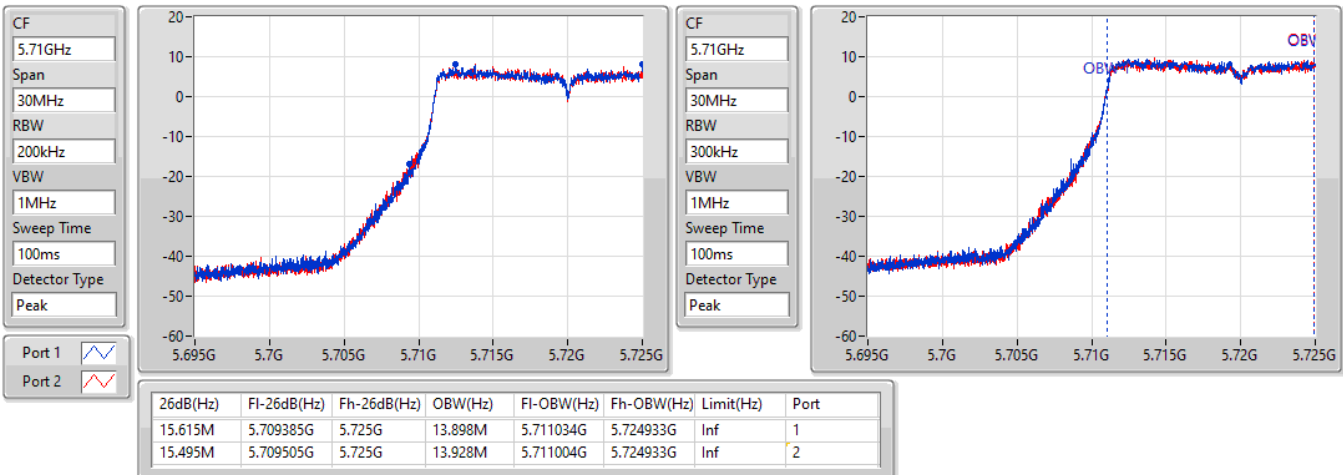 CF
5.71GHz
Span
30MHz
RBW
200kHz
VBW
1MHz
Sweep Time
100ms
Detector Type
Peak
Port 1
Port 2
20
10
0
-10
-20
-30
-40
-50
-60
5.695G 5.7G 5.705G 5.71G 5.715G 5.72G 5.725G
CF
5.71GHz
Span
30MHz
RBW
300kHz
VBW
1MHz
Sweep Time
100ms
Detector Type
Peak
20
10
0
-10
-20
-30
-40
-50
-60
5.695G 5.7G 5.705G 5.71G 5.715G 5.72G 5.725G
26dB(Hz) Fl-26dB(Hz) Fh-26dB(Hz) OBW(Hz) Fl-OBW(Hz) Fh-OBW(Hz) Limit(Hz) Port
15.615M 5.709385G 5.725G 13.898M 5.711034G 5.724933G Inf 1
15.495M 5.709505G 5.725G 13.928M 5.711004G 5.724933G Inf 2